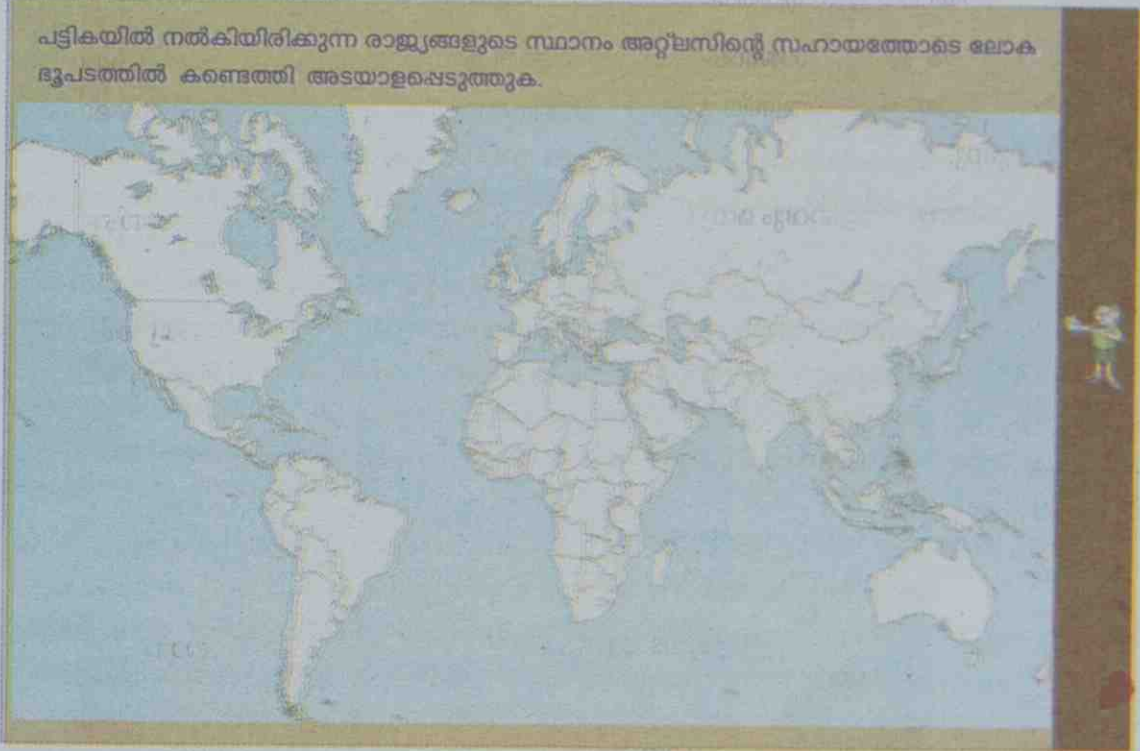 പട്ടികയിൽ നൽകിയിരിക്കുന്ന രാജ്യങ്ങളുടെ സ്ഥാനം അറ്റ്ലസിന്റെ സഹായത്തോടെ ലോക
ഭൂപടത്തിൽ കണ്ടെത്തി അടയാളപ്പെടുത്തുക.